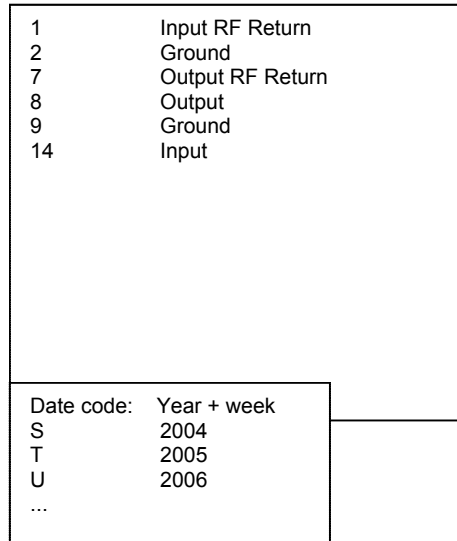 1 Input RF Return
2 Ground
7 Output RF Return
8 Output
9 Ground
14 Input
Date code: Year + week
S 2004
T 2005
U 2006
...